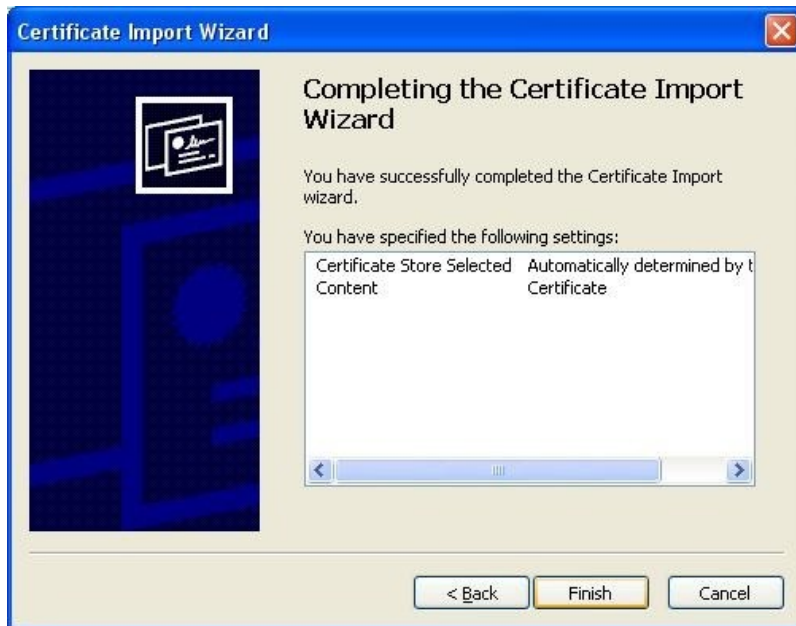 Certificate Import Wizard
Completing the Certificate Import
Wizard
You have successfully completed the Certificate Import
wizard.
You have specified the following settings:
Certificate Store Selected Automatically determined by t
Content Certificate
< Back Finish Cancel